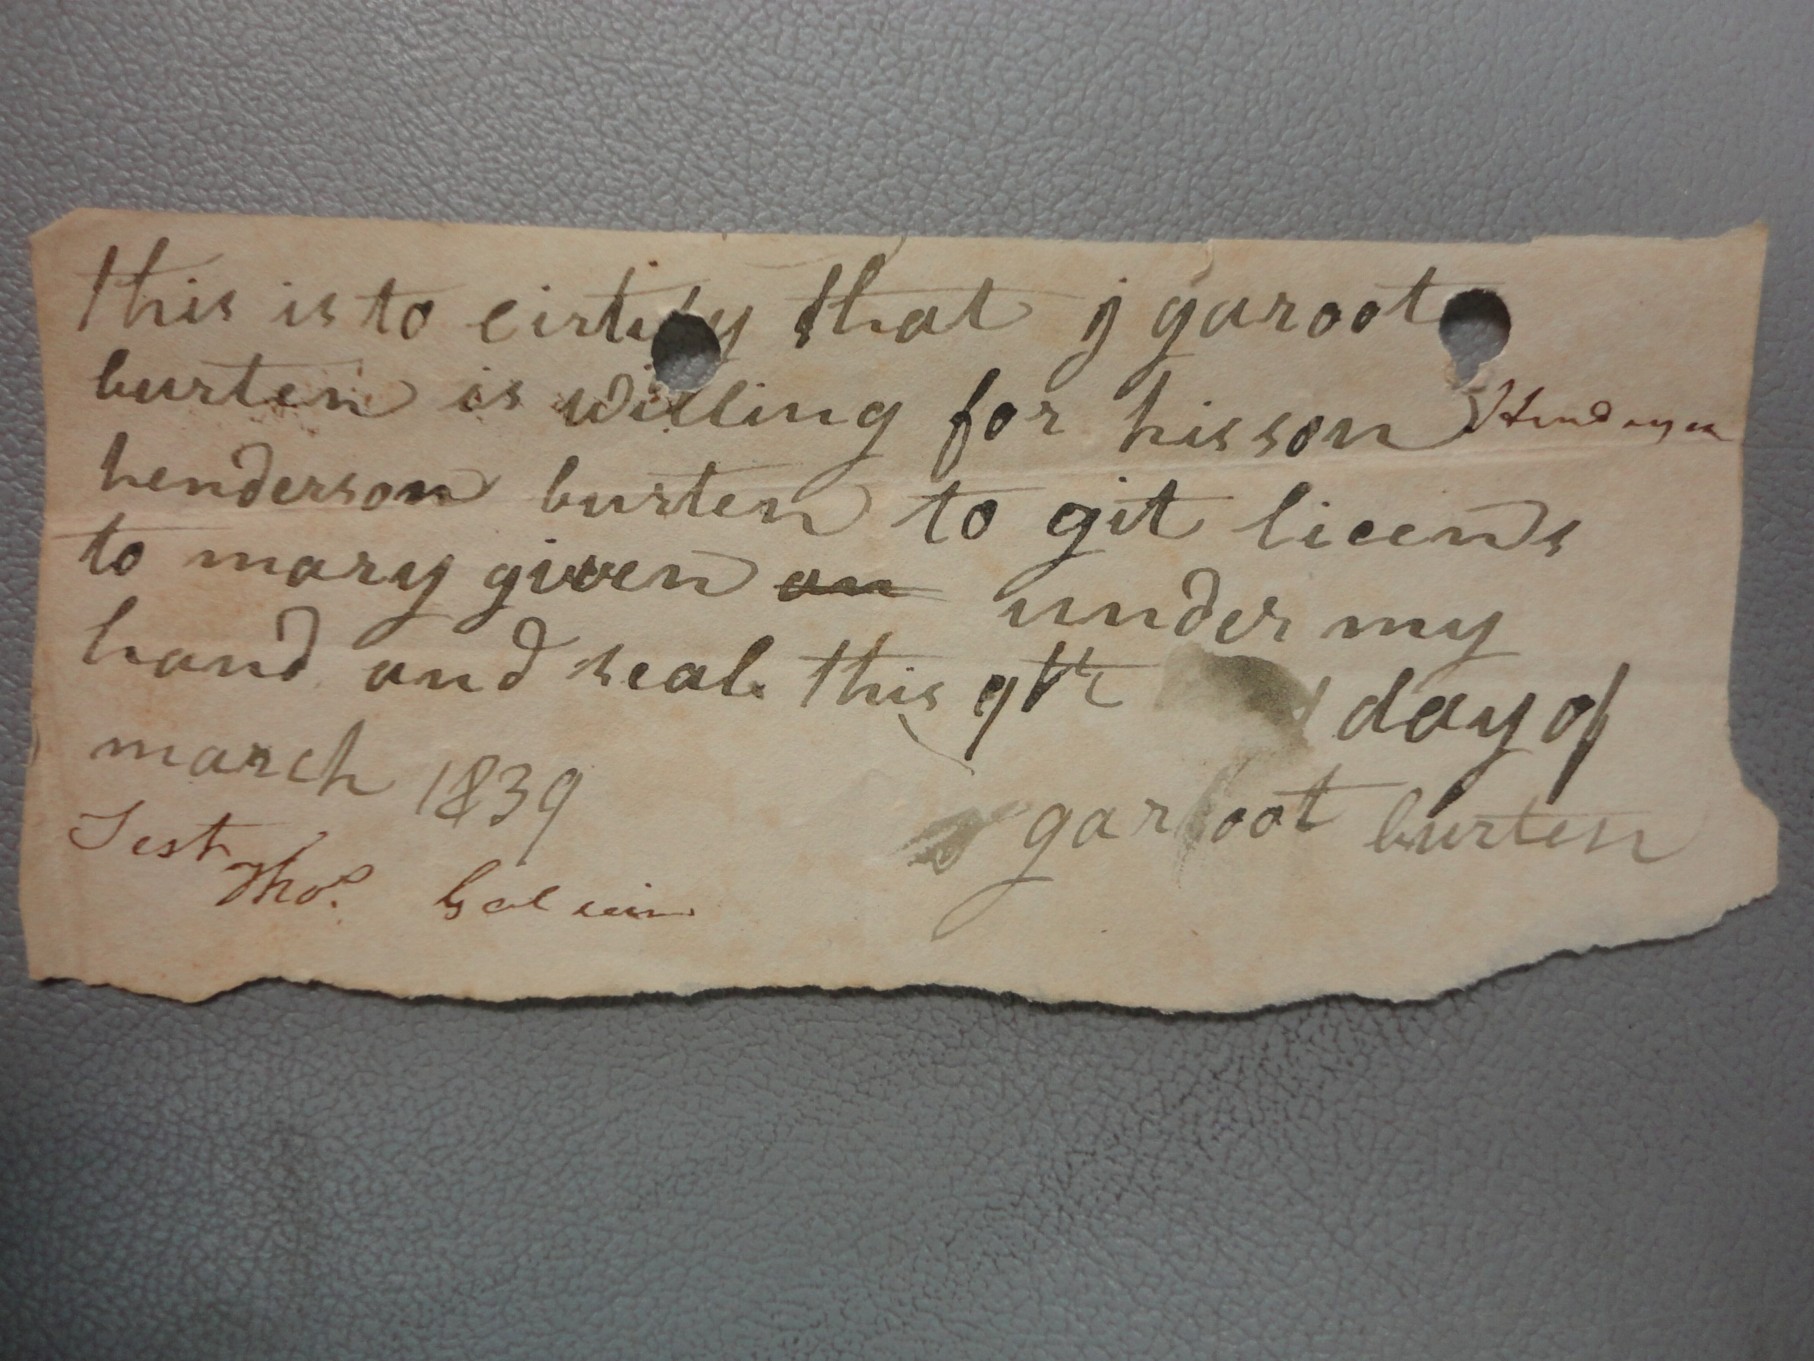 this is to cirtify that j garoot
burten is willing for his son
henderson burten to git licens
to mary given an under my
hand and seal this 9th day of
march 1839
garoot burten
Test
Thos.